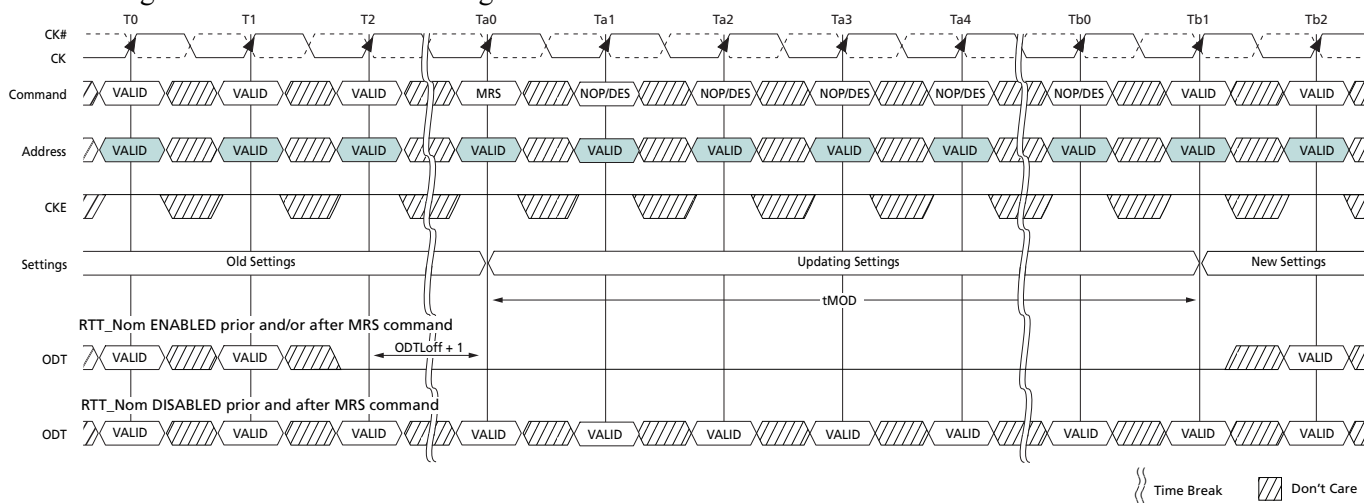 T0 T1 T2 Ta0 Ta1 Ta2 Ta3 Ta4 Tb0 Tb1 Tb2
CK#
CK
Command VALID VALID VALID MRS NOP/DES NOP/DES NOP/DES NOP/DES NOP/DES VALID VALID
Address VALID VALID VALID VALID VALID VALID VALID VALID VALID VALID VALID
CKE
Settings Old Settings Updating Settings New Settings
tMOD
RTT_Nom ENABLED prior and/or after MRS command
ODTLoff + 1
ODT VALID VALID VALID
RTT_Nom DISABLED prior and after MRS command
ODT VALID VALID VALID VALID VALID VALID VALID VALID VALID VALID VALID
Time Break Don't Care